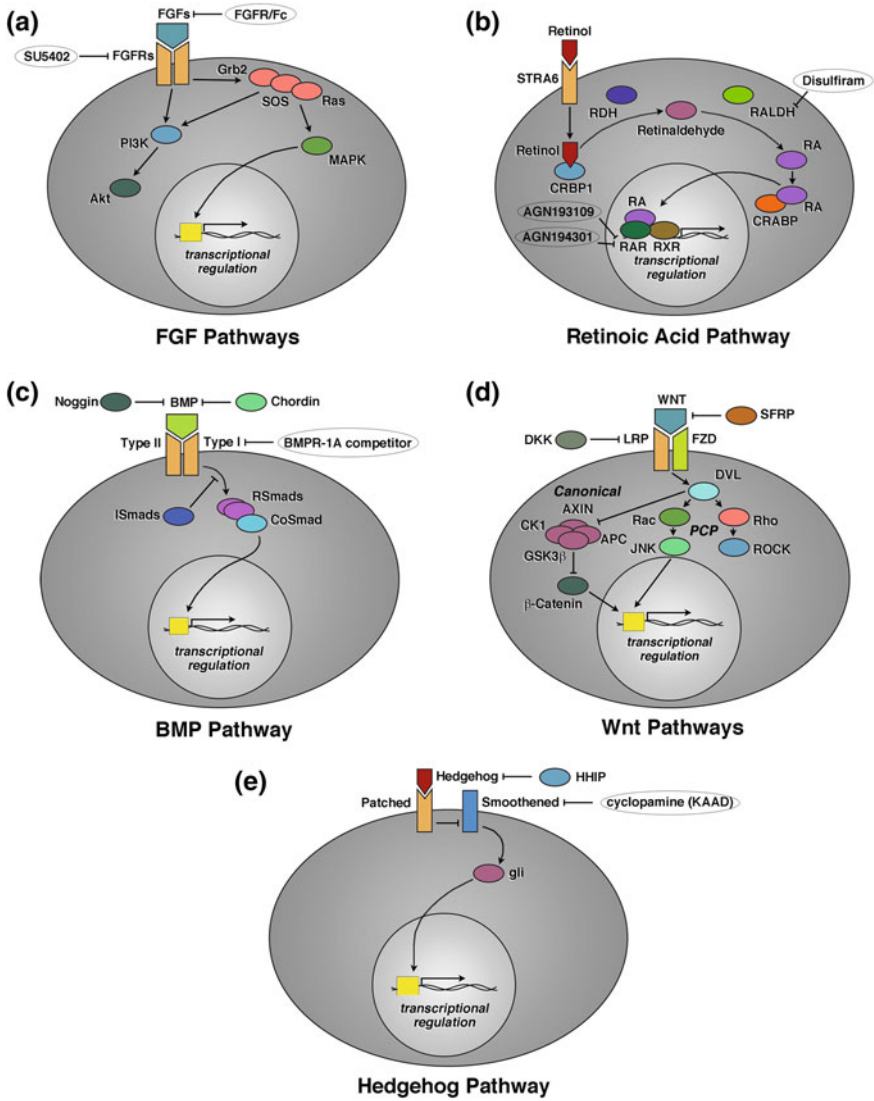 (a)
FGFs
FGFR/Fc
SU5402
FGFRs
Grb2
SOS
Ras
PI3K
MAPK
Akt
transcriptional
regulation
FGF Pathways
(b)
Retinol
STRA6
Disulfiram
RDH
RALDH
Retinaldehyde
Retinol
RA
CRBP1
RA
RA
CRABP
AGN193109
AGN194301
RAR
RXR
transcriptional
regulation
Retinoic Acid Pathway
(c)
Noggin
BMP
Chordin
Type II
Type I
BMPR-1A competitor
ISmads
RSmads
CoSmad
transcriptional
regulation
BMP Pathway
(d)
WNT
SFRP
DKK
LRP
FZD
DVL
Canonical
AXIN
CK1
APC
GSK3β
Rac
PCP
Rho
JNK
ROCK
β-Catenin
transcriptional
regulation
Wnt Pathways
(e)
Hedgehog
HHIP
Patched
Smoothened
cyclopamine (KAAD)
gli
transcriptional
regulation
Hedgehog Pathway